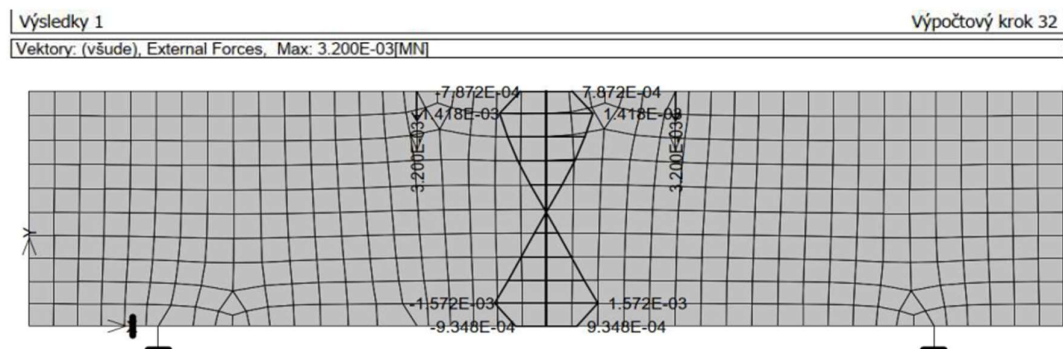 Výsledky 1
Výpočtový krok 32
Vektory: (všude), External Forces, Max: 3.200E-03[MN]
-7.872E-04 7.872E-04
-1.418E-03 1.418E-03
3.200E-03 3.200E-03
Y
-1.572E-03 1.572E-03
-9.348E-04 9.348E-04